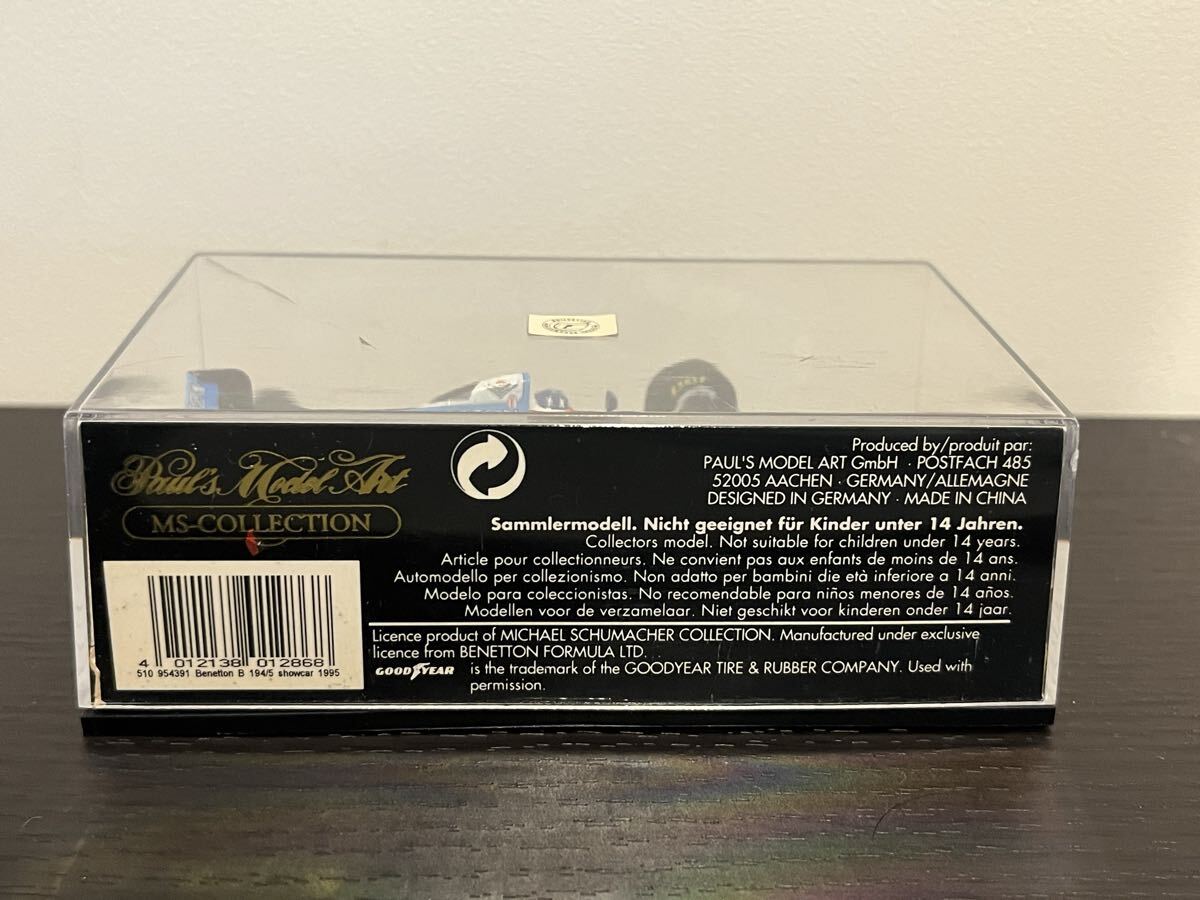 Paul's Model Art
MS-COLLECTION
Produced by/produit par:
PAUL'S MODEL ART GmbH · POSTFACH 485
52005 AACHEN · GERMANY/ALLEMAGNE
DESIGNED IN GERMANY · MADE IN CHINA
Sammlermodell. Nicht geeignet für Kinder unter 14 Jahren.
Collectors model. Not suitable for children under 14 years.
Article pour collectionneurs. Ne convient pas aux enfants de moins de 14 ans.
Automodello per collezionismo. Non adatto per bambini die età inferiore a 14 anni.
Modelo para coleccionistas. No recomendable para niños menores de 14 años.
Modellen voor de verzamelaar. Niet geschikt voor kinderen onder 14 jaar.
4 012138 012868
510 954391 Benetton B 194/5 showcar 1995
Licence product of MICHAEL SCHUMACHER COLLECTION. Manufactured under exclusive
licence from BENETTON FORMULA LTD.
GOODYEAR is the trademark of the GOODYEAR TIRE & RUBBER COMPANY. Used with
permission.